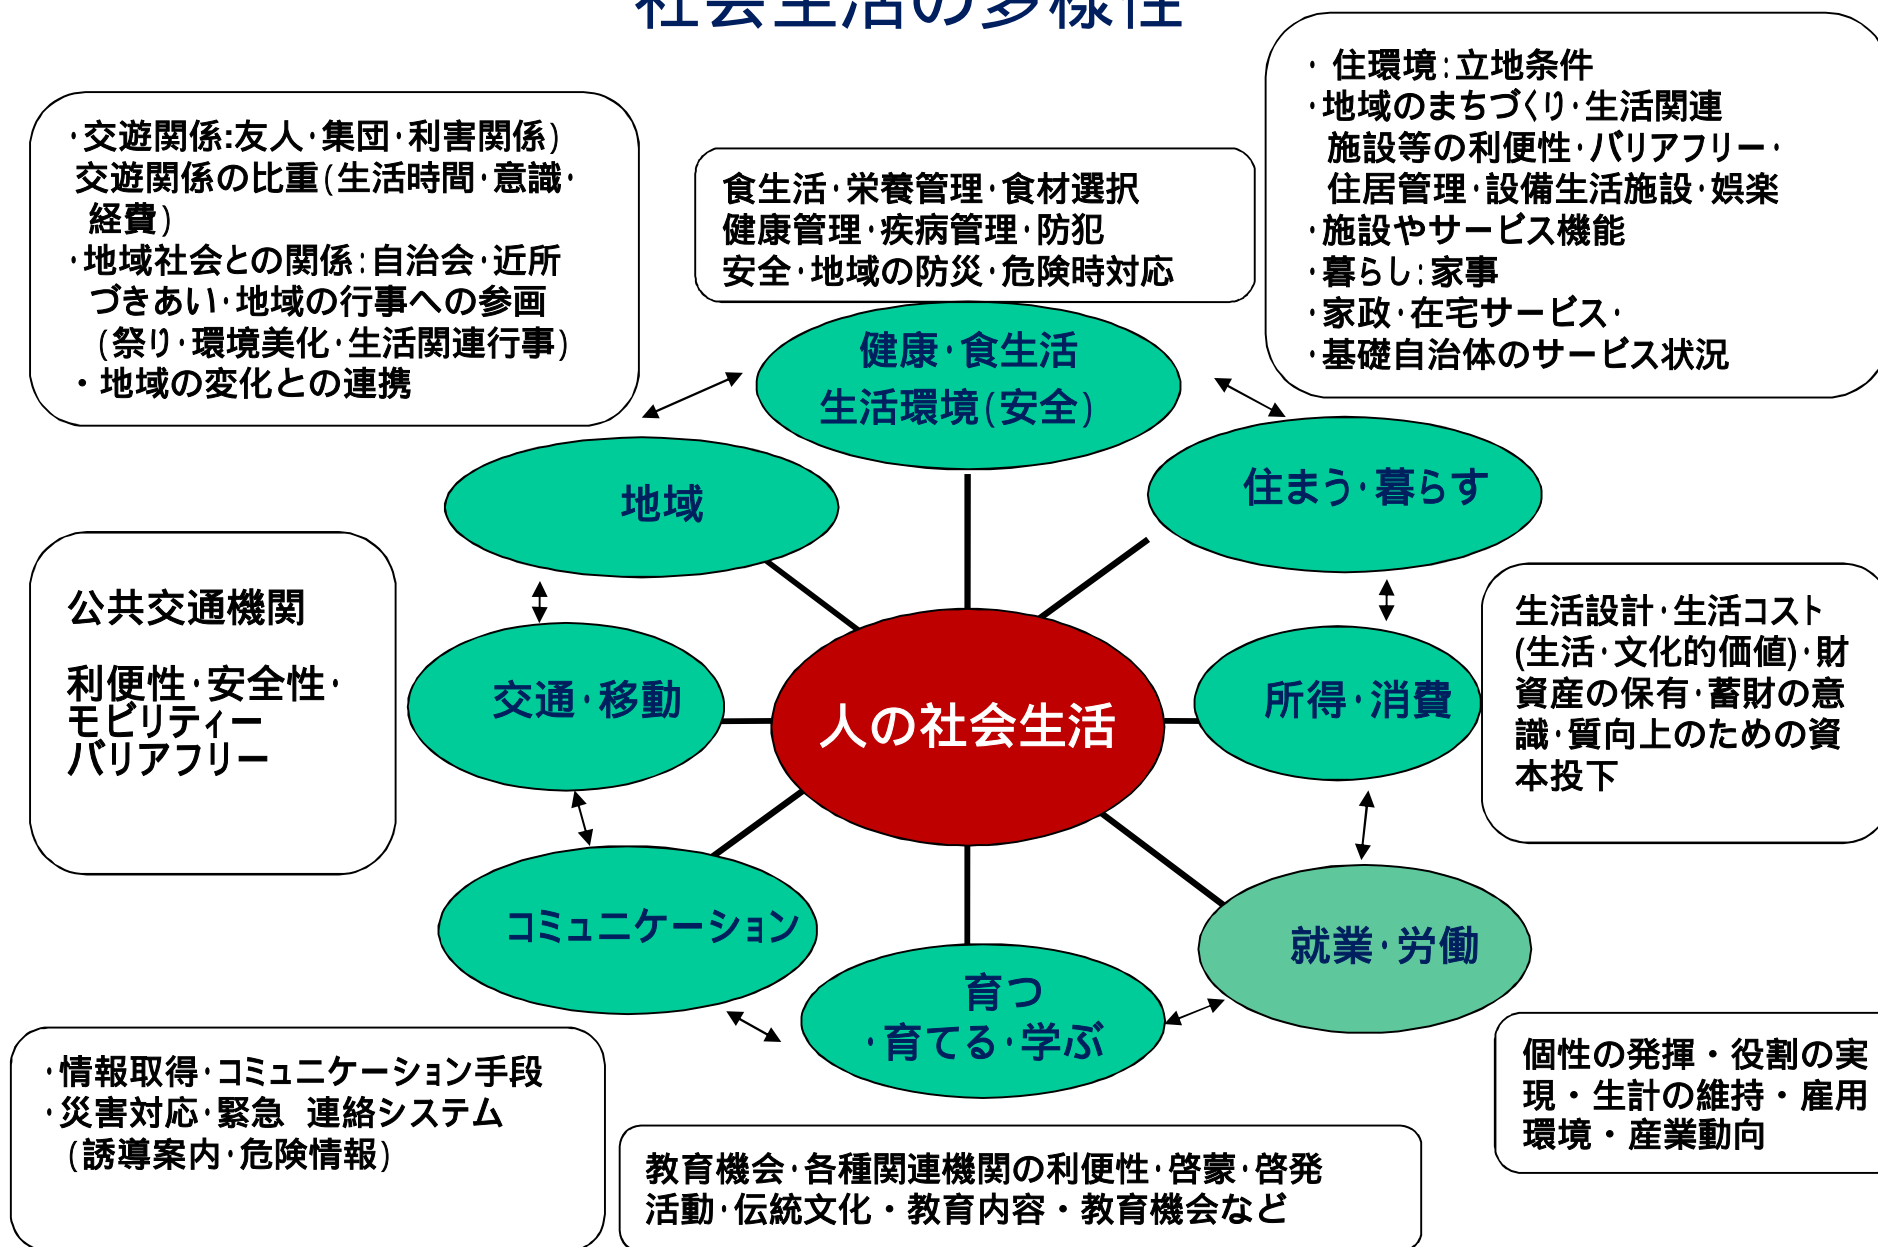 社会生活の多様性
・交遊関係:友人・集団・利害関係)
交遊関係の比重(生活時間・意識・
経費)
・地域社会との関係:自治会・近所
づきあい・地域の行事への参画
(祭り・環境美化・生活関連行事)
・地域の変化との連携
食生活・栄養管理・食材選択
健康管理・疾病管理・防犯
安全・地域の防災・危険時対応
・住環境:立地条件
・地域のまちづくり・生活関連
施設等の利便性・バリアフリー・
住居管理・設備生活施設・娯楽
・施設やサービス機能
・暮らし:家事
・家政・在宅サービス・
・基礎自治体のサービス状況
健康・食生活
生活環境(安全)
地域
住まう・暮らす
公共交通機関
利便性・安全性・
モビリティー
バリアフリー
交通・移動
人の社会生活
所得・消費
生活設計・生活コスト
(生活・文化的価値)・財
資産の保有・蓄財の意
識・質向上のための資
本投下
コミュニケーション
育つ
・育てる・学ぶ
就業・労働
・情報取得・コミュニケーション手段
・災害対応・緊急 連絡システム
(誘導案内・危険情報)
教育機会・各種関連機関の利便性・啓蒙・啓発
活動・伝統文化・教育内容・教育機会など
個性の発揮・役割の実
現・生計の維持・雇用
環境・産業動向